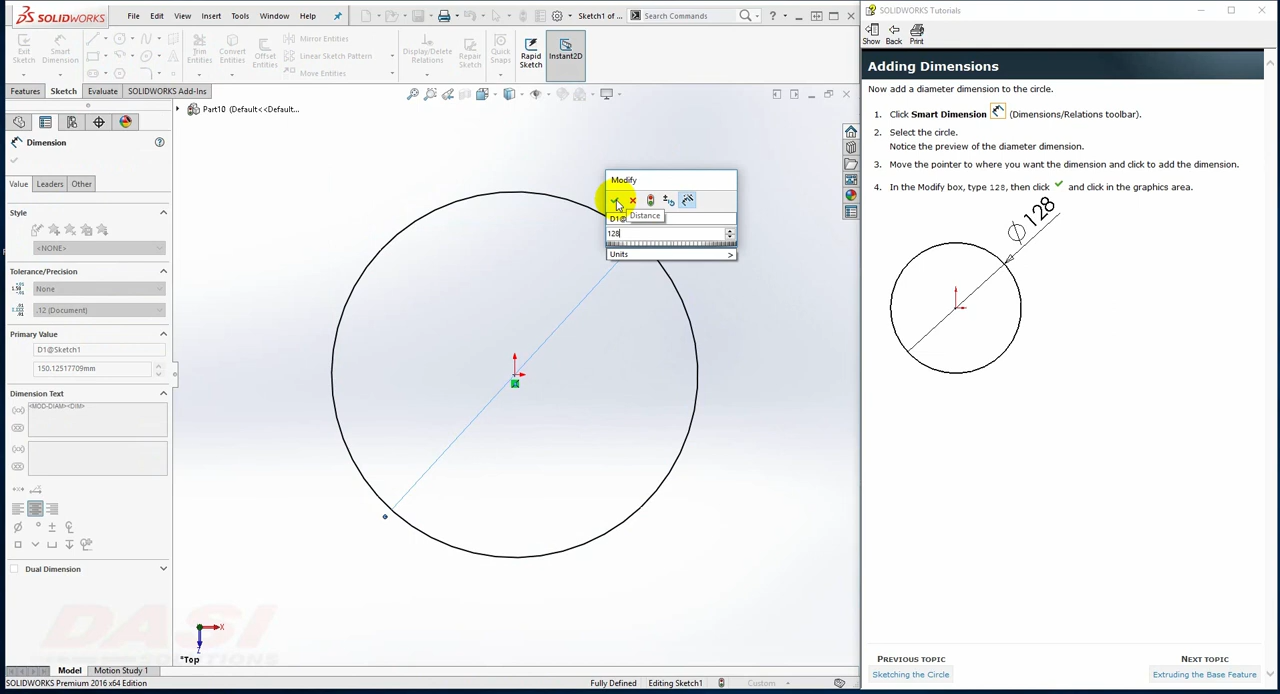 SOLIDWORKS
File Edit View Insert Tools Window Help
Sketch1 of ...
Search Commands
Exit Sketch
Smart Dimension
Trim Entities
Convert Entities
Offset Entities
Mirror Entities
Linear Sketch Pattern
Move Entities
Display/Delete Relations
Repair Sketch
Quick Snaps
Rapid Sketch
Instant2D
Features Sketch Evaluate SOLIDWORKS Add-Ins
Part10 (Default<<Default...
Dimension
Value Leaders Other
Style
<NONE>
Tolerance/Precision
None
.12 (Document)
Primary Value
D1@Sketch1
150.12517709mm
Dimension Text
<MOD-DIAM><DIM>
Dual Dimension
Modify
D1@
Distance
128
Units >
X
Z
*Top
DASI
SOLUTIONS
Model Motion Study 1
SOLIDWORKS Premium 2016 x64 Edition
Fully Defined Editing Sketch1 Custom
SOLIDWORKS Tutorials
Show Back Print
Adding Dimensions
Now add a diameter dimension to the circle.
1. Click Smart Dimension (Dimensions/Relations toolbar).
2. Select the circle.
Notice the preview of the diameter dimension.
3. Move the pointer to where you want the dimension and click to add the dimension.
4. In the Modify box, type 128, then click and click in the graphics area.
∅128
PREVIOUS TOPIC
Sketching the Circle
NEXT TOPIC
Extruding the Base Feature